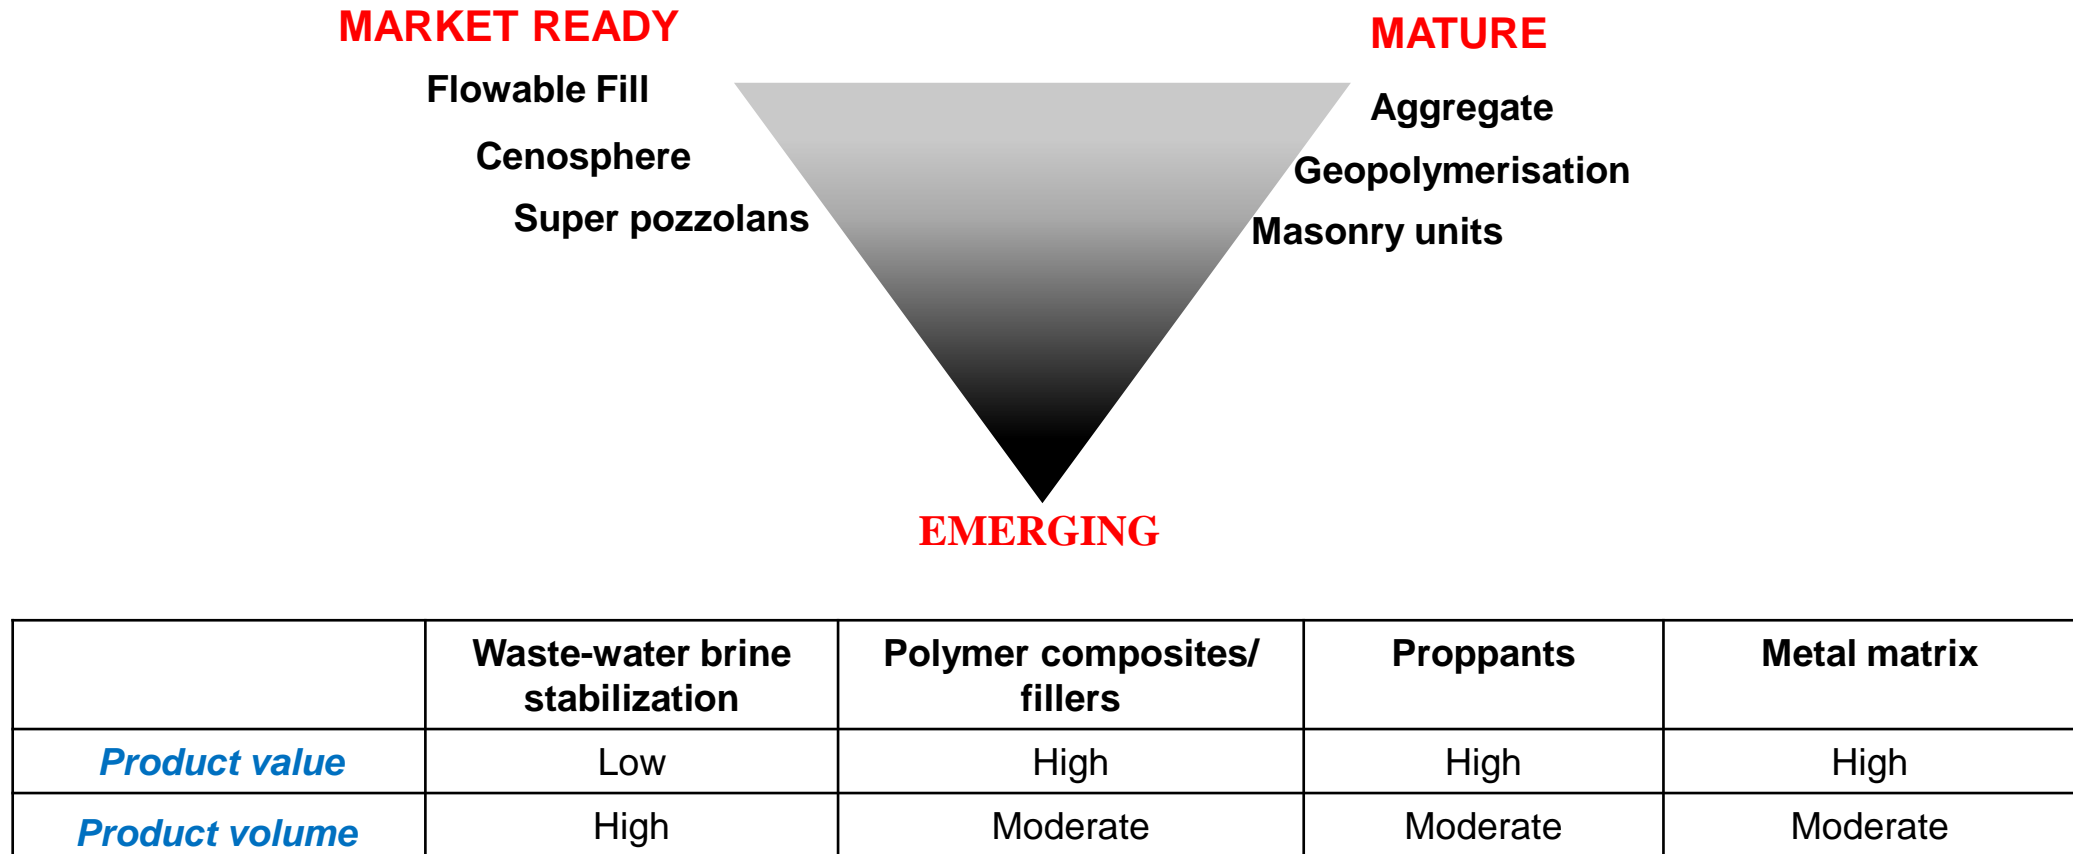 MARKET READY
Flowable Fill
Cenosphere
Super pozzolans
MATURE
Aggregate
Geopolymerisation
Masonry units
EMERGING
Waste-water brine
stabilization
Polymer composites/
fillers
Proppants
Metal matrix
Product value
Low
High
High
High
Product volume
High
Moderate
Moderate
Moderate